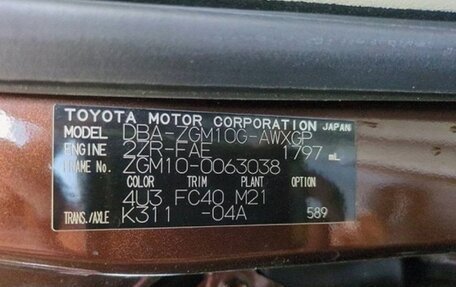 TOYOTA MOTOR CORPORATION JAPAN
MODEL DBA-ZGM10G-AWXGP
ENGINE 2ZR-FAE 1797 mL
FRAME No. ZGM10-0063038
COLOR TRIM PLANT OPTION
4U3 FC40 M21
TRANS./AXLE K311 -04A 589